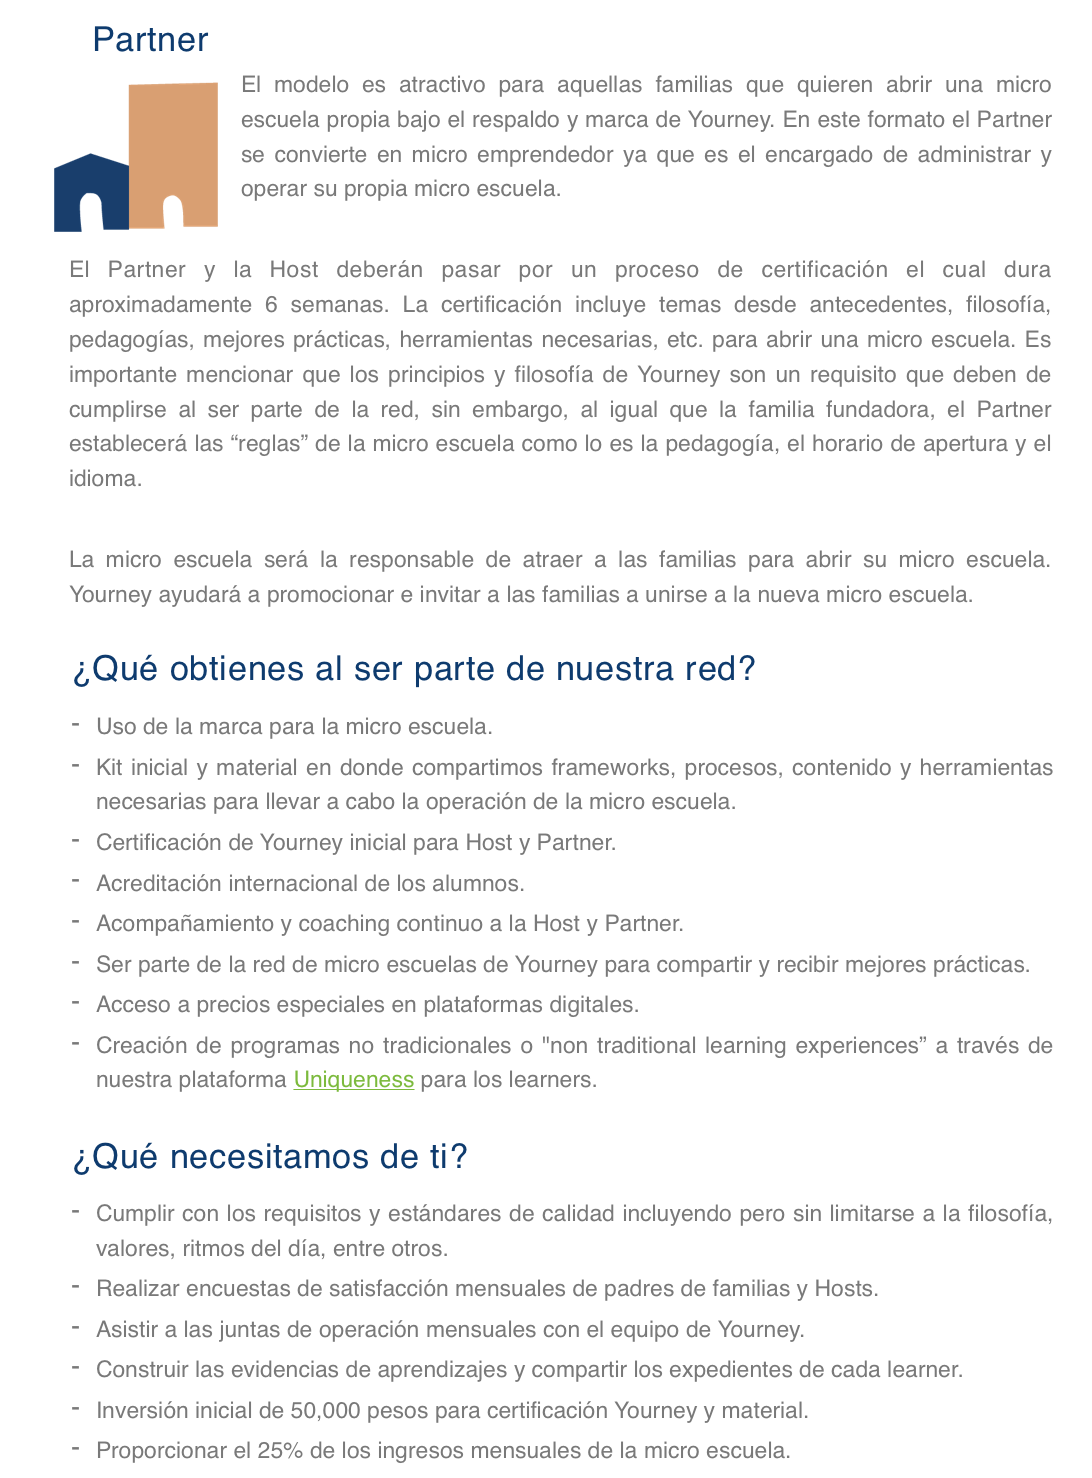 Partner
El modelo es atractivo para aquellas familias que quieren abrir una micro
escuela propia bajo el respaldo y marca de Yourney. En este formato el Partner
se convierte en micro emprendedor ya que es el encargado de administrar y
operar su propia micro escuela.
El Partner y la Host deberán pasar por un proceso de certificación el cual dura
aproximadamente 6 semanas. La certificación incluye temas desde antecedentes, filosofía,
pedagogías, mejores prácticas, herramientas necesarias, etc. para abrir una micro escuela. Es
importante mencionar que los principios y filosofía de Yourney son un requisito que deben de
cumplirse al ser parte de la red, sin embargo, al igual que la familia fundadora, el Partner
establecerá las “reglas” de la micro escuela como lo es la pedagogía, el horario de apertura y el
idioma.
La micro escuela será la responsable de atraer a las familias para abrir su micro escuela.
Yourney ayudará a promocionar e invitar a las familias a unirse a la nueva micro escuela.
¿Qué obtienes al ser parte de nuestra red?
- Uso de la marca para la micro escuela.
- Kit inicial y material en donde compartimos frameworks, procesos, contenido y herramientas
necesarias para llevar a cabo la operación de la micro escuela.
- Certificación de Yourney inicial para Host y Partner.
- Acreditación internacional de los alumnos.
- Acompañamiento y coaching continuo a la Host y Partner.
- Ser parte de la red de micro escuelas de Yourney para compartir y recibir mejores prácticas.
- Acceso a precios especiales en plataformas digitales.
- Creación de programas no tradicionales o "non traditional learning experiences” a través de
nuestra plataforma Uniqueness para los learners.
¿Qué necesitamos de ti?
- Cumplir con los requisitos y estándares de calidad incluyendo pero sin limitarse a la filosofía,
valores, ritmos del día, entre otros.
- Realizar encuestas de satisfacción mensuales de padres de familias y Hosts.
- Asistir a las juntas de operación mensuales con el equipo de Yourney.
- Construir las evidencias de aprendizajes y compartir los expedientes de cada learner.
- Inversión inicial de 50,000 pesos para certificación Yourney y material.
- Proporcionar el 25% de los ingresos mensuales de la micro escuela.